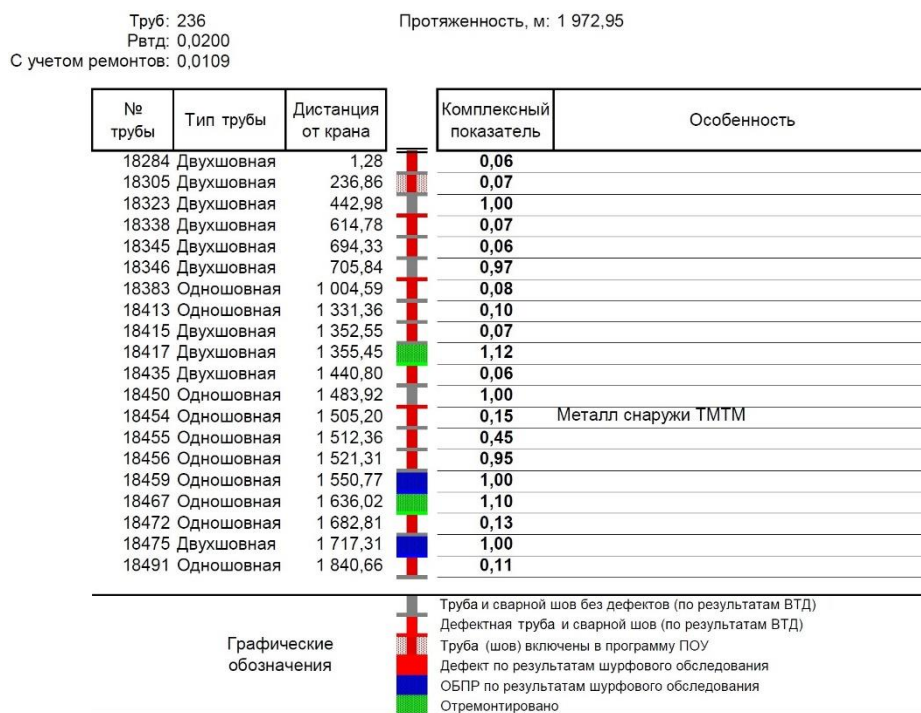 Труб: 236 Протяженность, м: 1 972,95
Рвтд: 0,0200
С учетом ремонтов: 0,0109
№ трубы Тип трубы Дистанция от крана Комплексный показатель Особенность
18284 Двухшовная 1,28 0,06
18305 Двухшовная 236,86 0,07
18323 Двухшовная 442,98 1,00
18338 Двухшовная 614,78 0,07
18345 Двухшовная 694,33 0,06
18346 Двухшовная 705,84 0,97
18383 Одношовная 1 004,59 0,08
18413 Одношовная 1 331,36 0,10
18415 Двухшовная 1 352,55 0,07
18417 Двухшовная 1 355,45 1,12
18435 Двухшовная 1 440,80 0,06
18450 Одношовная 1 483,92 1,00
18454 Одношовная 1 505,20 0,15 Металл снаружи ТМТМ
18455 Одношовная 1 512,36 0,45
18456 Одношовная 1 521,31 0,95
18459 Одношовная 1 550,77 1,00
18467 Одношовная 1 636,02 1,10
18472 Одношовная 1 682,81 0,13
18475 Двухшовная 1 717,31 1,00
18491 Одношовная 1 840,66 0,11
Графические обозначения
Труба и сварной шов без дефектов (по результатам ВТД)
Дефектная труба и сварной шов (по результатам ВТД)
Труба (шов) включены в программу ПОУ
Дефект по результатам шурфового обследования
ОБПР по результатам шурфового обследования
Отремонтировано